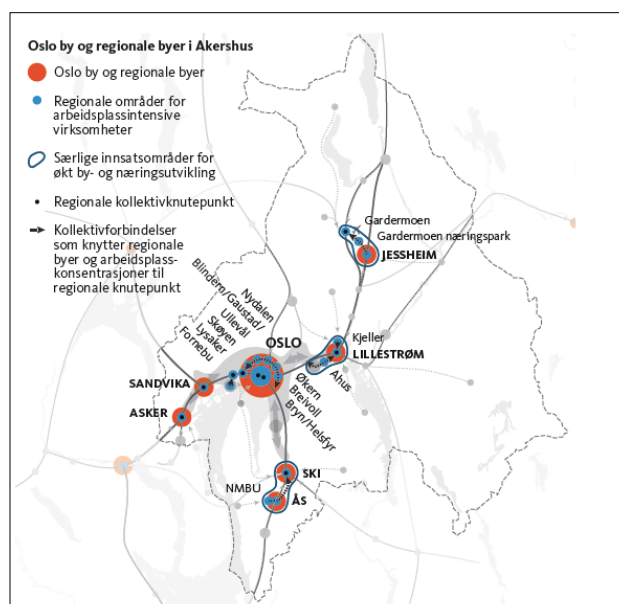 Oslo by og regionale byer i Akershus
Oslo by og regionale byer
Regionale områder for
arbeidsplassintensive
virksomheter
Særlige innsatsområder for
økt by- og næringsutvikling
Regionale kollektivknutepunkt
Kollektivforbindelser
som knytter regionale
byer og arbeidsplass-
konsentrasjoner til
regionale knutepunkt
Gardermoen
Gardermoen næringspark
JESSHEIM
Nydalen
Blindern/Gaustad/
Ullevål
Skøyen
Lysaker
Fornebu
OSLO
Kjeller
LILLESTRØM
Ahus
Økern
Breivoll
Bryn/Helsfyr
SANDVIKA
ASKER
SKI
NMBU
ÅS